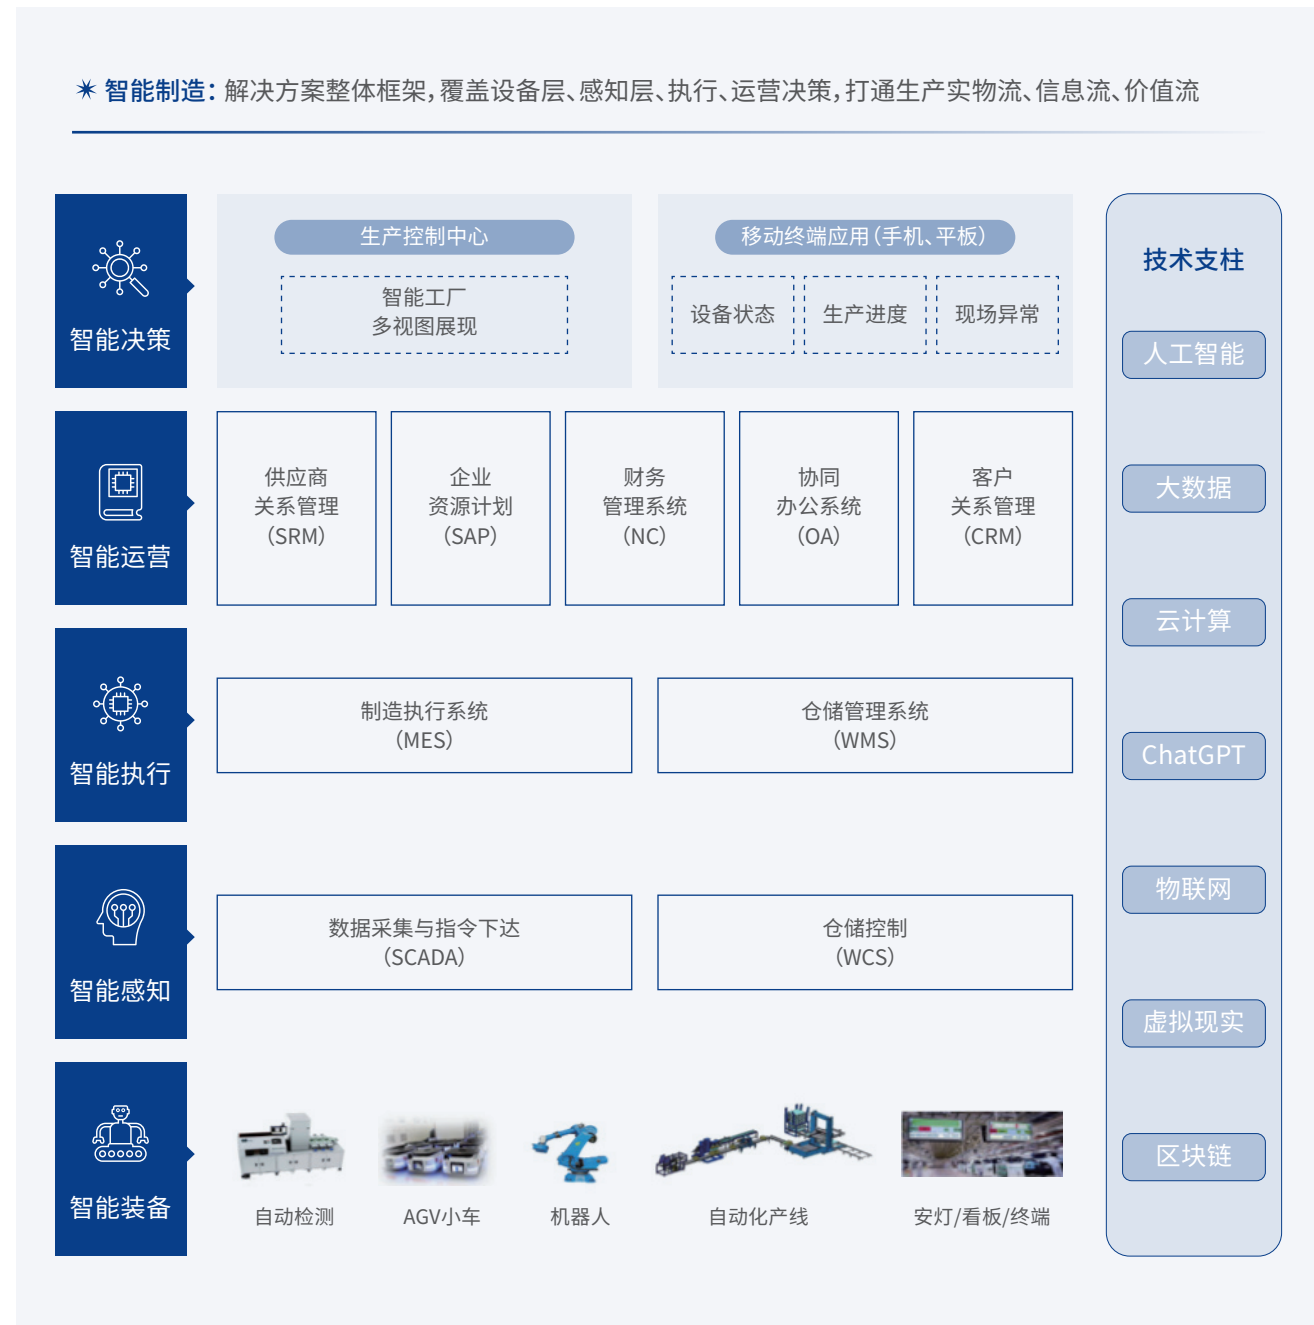 智能制造：解决方案整体框架，覆盖设备层、感知层、执行、运营决策，打通生产实物流、信息流、价值流
智能决策
生产控制中心
智能工厂
多视图展现
移动终端应用（手机、平板）
设备状态
生产进度
现场异常
智能运营
供应商
关系管理
（SRM）
企业
资源计划
（SAP）
财务
管理系统
（NC）
协同
办公系统
（OA）
客户
关系管理
（CRM）
智能执行
制造执行系统
（MES）
仓储管理系统
（WMS）
智能感知
数据采集与指令下达
（SCADA）
仓储控制
（WCS）
智能装备
自动检测
AGV小车
机器人
自动化产线
安灯/看板/终端
技术支柱
人工智能
大数据
云计算
ChatGPT
物联网
虚拟现实
区块链